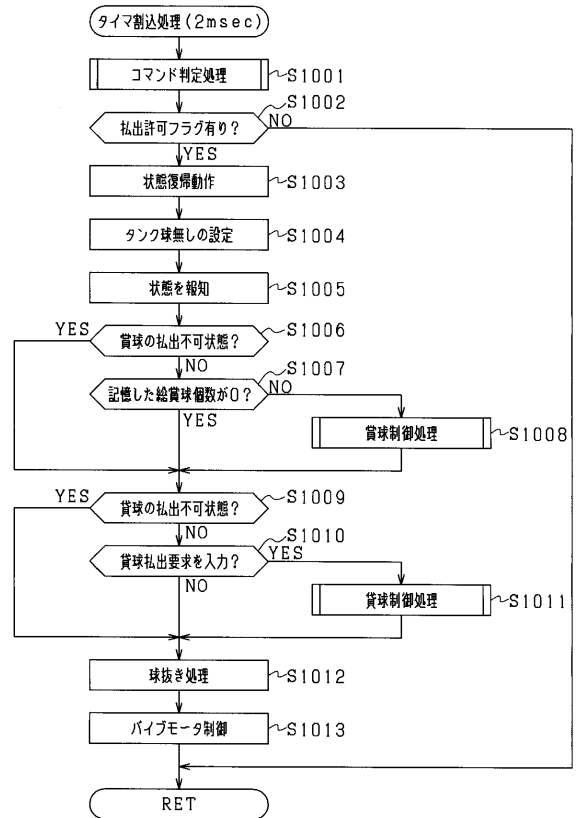 タイマ割込処理(2msec)
コマンド判定処理
S1001
S1002
払出許可フラグ有り?
NO
YES
状態復帰動作
S1003
タンク球無しの設定
S1004
状態を報知
S1005
YES
S1006
賞球の払出不可状態?
NO
S1007
記憶した総賞球個数が0?
NO
YES
賞球制御処理
S1008
YES
S1009
貸球の払出不可状態?
NO
S1010
貸球払出要求を入力?
YES
NO
貸球制御処理
S1011
球抜き処理
S1012
バイブモータ制御
S1013
RET